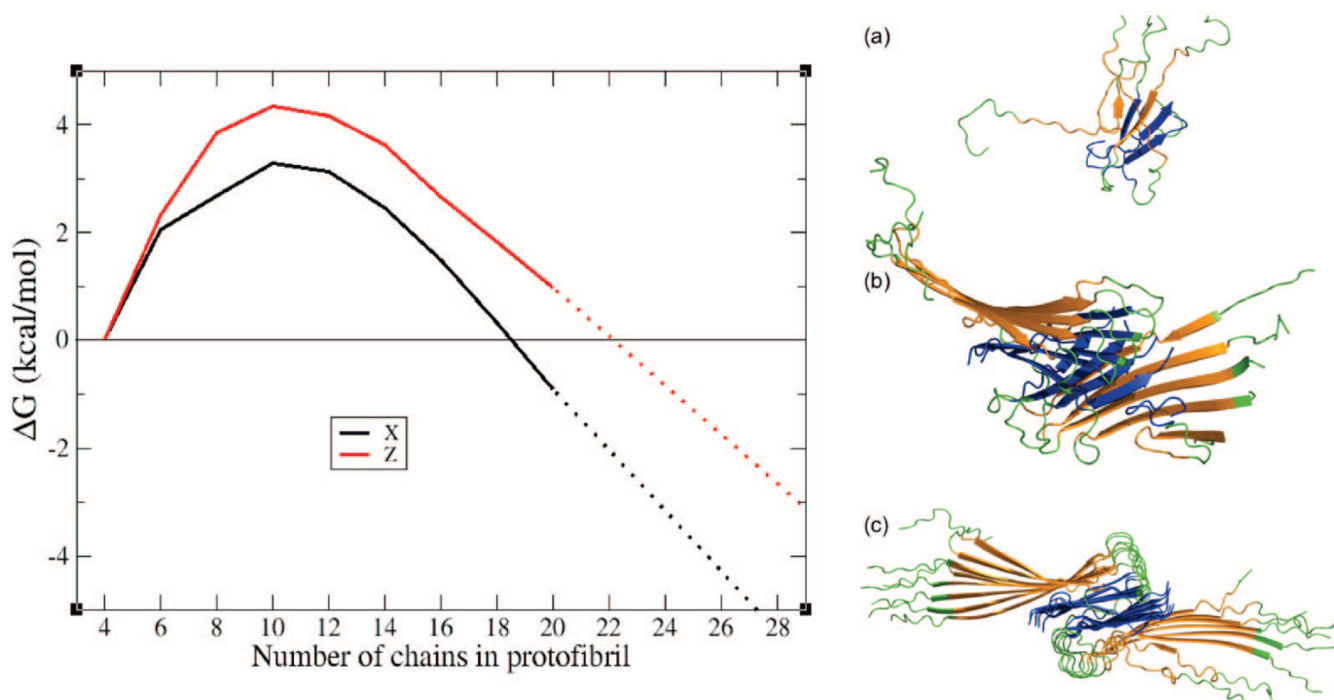 4
2
0
-2
-4
ΔG (kcal/mol)
X
Z
4 6 8 10 12 14 16 18 20 22 24 26 28
Number of chains in protofibril
(a)
(b)
(c)